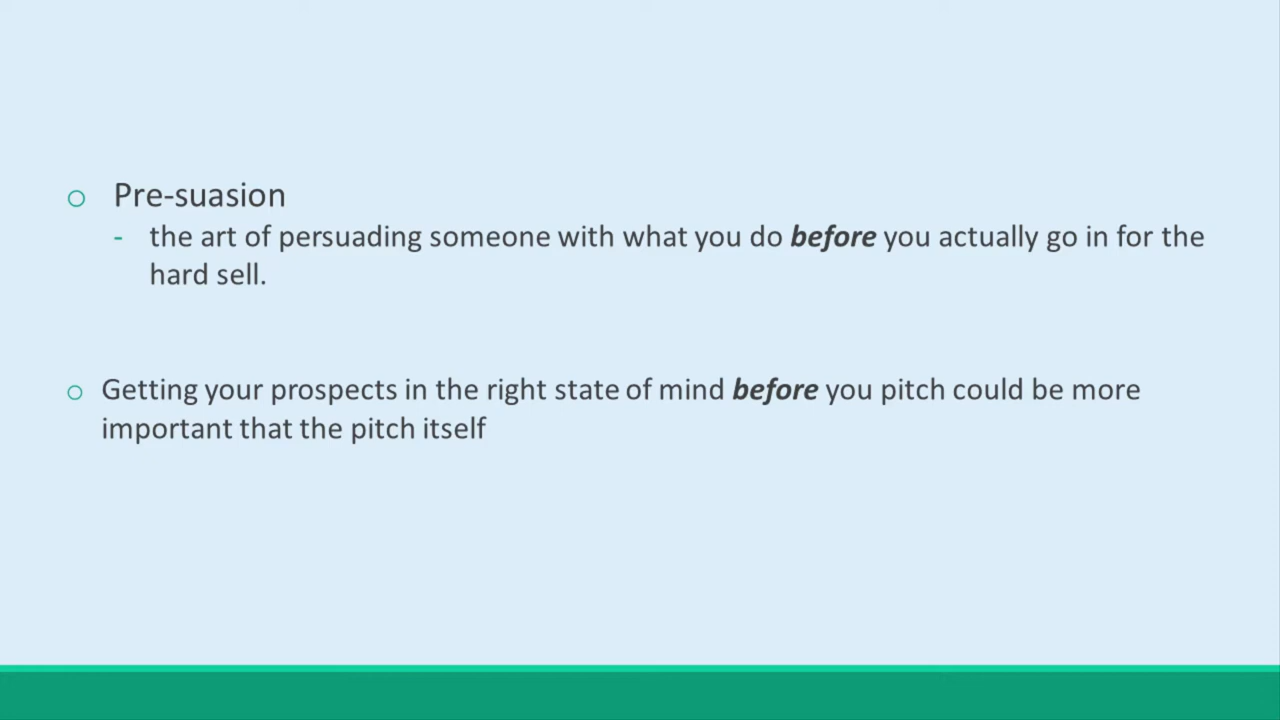 o Pre-suasion
- the art of persuading someone with what you do before you actually go in for the
hard sell.
o Getting your prospects in the right state of mind before you pitch could be more
important that the pitch itself